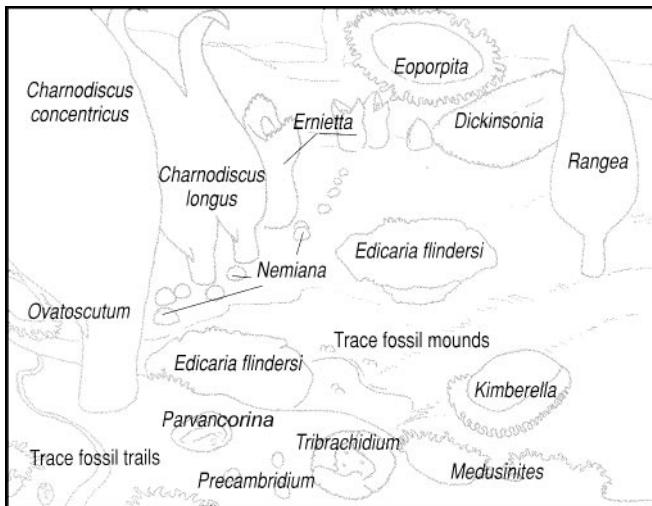 Eoporpita
Charnodiscus
concentricus
Ernietta
Dickinsonia
Rangea
Charnodiscus
longus
Edicaria flindersi
Nemiana
Ovatoscutum
Trace fossil mounds
Edicaria flindersi
Kimberella
Parvancorina
Tribrachidium
Trace fossil trails
Precambridium
Medusinites